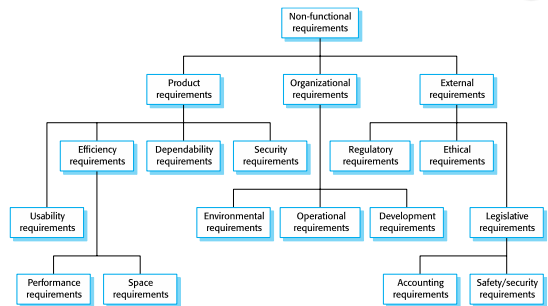 Non-functional
requirements
Product
requirements
Organizational
requirements
External
requirements
Efficiency
requirements
Dependability
requirements
Security
requirements
Regulatory
requirements
Ethical
requirements
Usability
requirements
Environmental
requirements
Operational
requirements
Development
requirements
Legislative
requirements
Performance
requirements
Space
requirements
Accounting
requirements
Safety/security
requirements